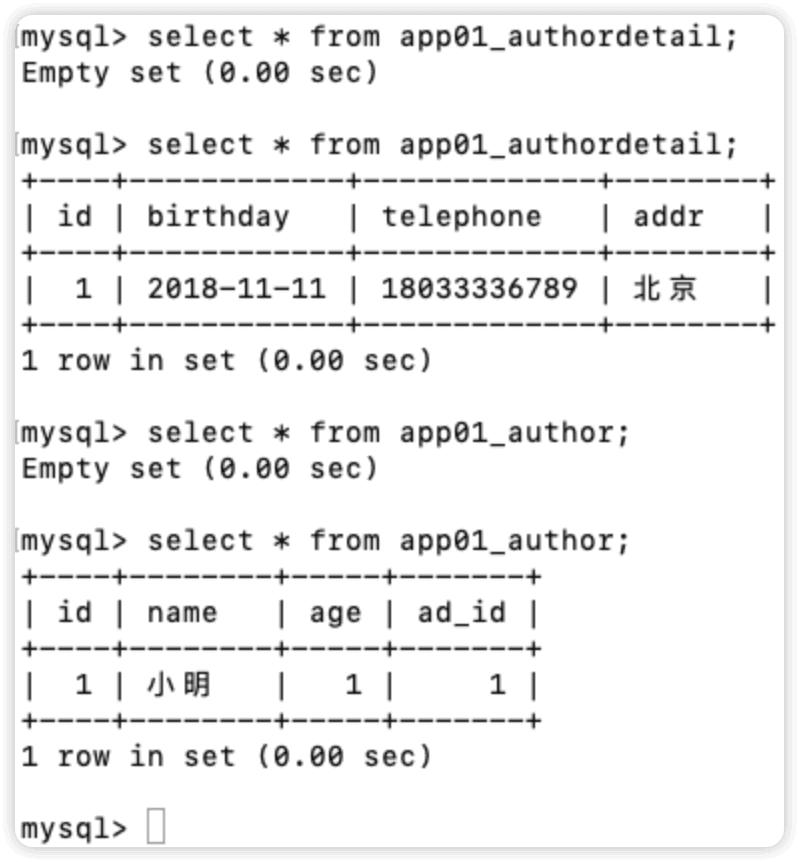 mysql> select * from app01_authordetail;
Empty set (0.00 sec)
mysql> select * from app01_authordetail;
+----+------------+-------------+--------+
| id | birthday   | telephone   | addr   |
+----+------------+-------------+--------+
|  1 | 2018-11-11 | 18033336789 | 北京   |
+----+------------+-------------+--------+
1 row in set (0.00 sec)
mysql> select * from app01_author;
Empty set (0.00 sec)
mysql> select * from app01_author;
+----+--------+-----+-------+
| id | name   | age | ad_id |
+----+--------+-----+-------+
|  1 | 小明   |   1 |     1 |
+----+--------+-----+-------+
1 row in set (0.00 sec)
mysql>